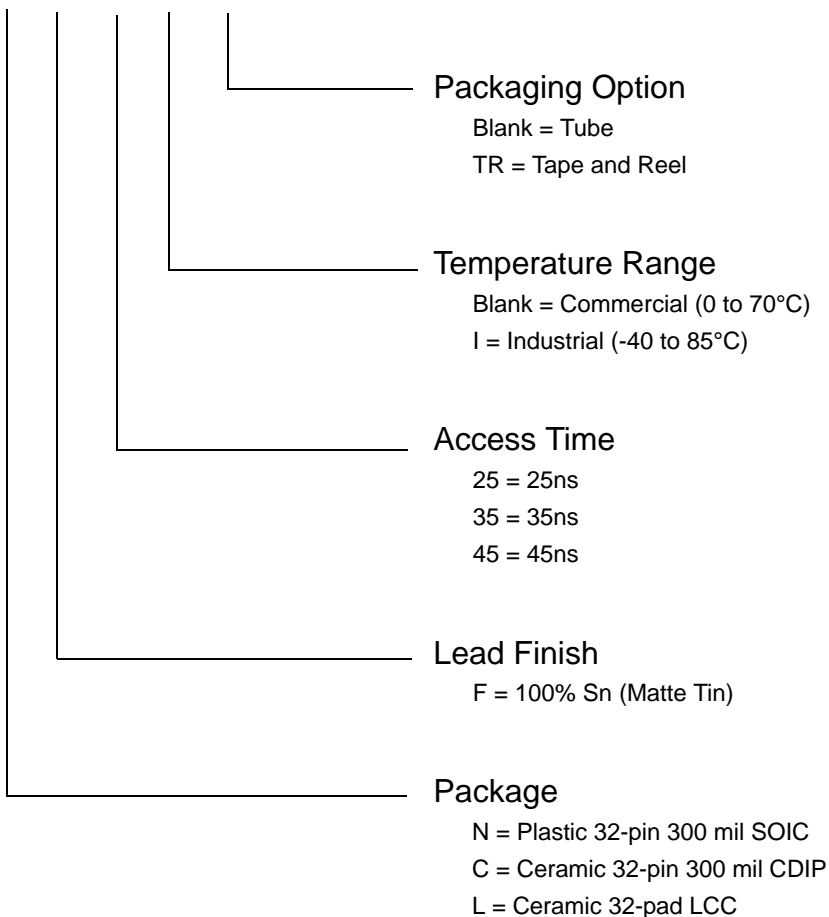 Packaging Option
Blank = Tube
TR = Tape and Reel
Temperature Range
Blank = Commercial (0 to 70°C)
I = Industrial (-40 to 85°C)
Access Time
25 = 25ns
35 = 35ns
45 = 45ns
Lead Finish
F = 100% Sn (Matte Tin)
Package
N = Plastic 32-pin 300 mil SOIC
C = Ceramic 32-pin 300 mil CDIP
L = Ceramic 32-pad LCC